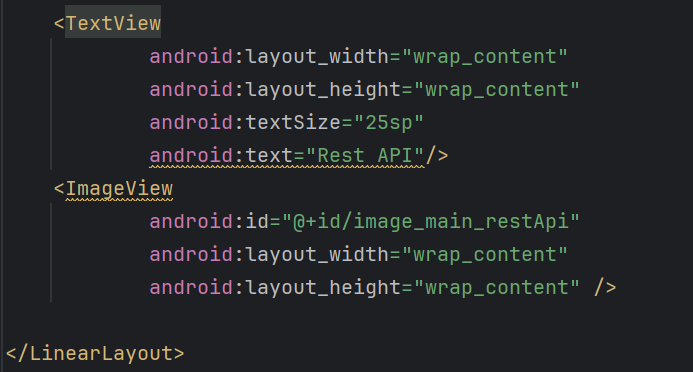 <TextView
android:layout_width="wrap_content"
android:layout_height="wrap_content"
android:textSize="25sp"
android:text="Rest API"/>
<ImageView
android:id="@+id/image_main_restApi"
android:layout_width="wrap_content"
android:layout_height="wrap_content" />
</LinearLayout>